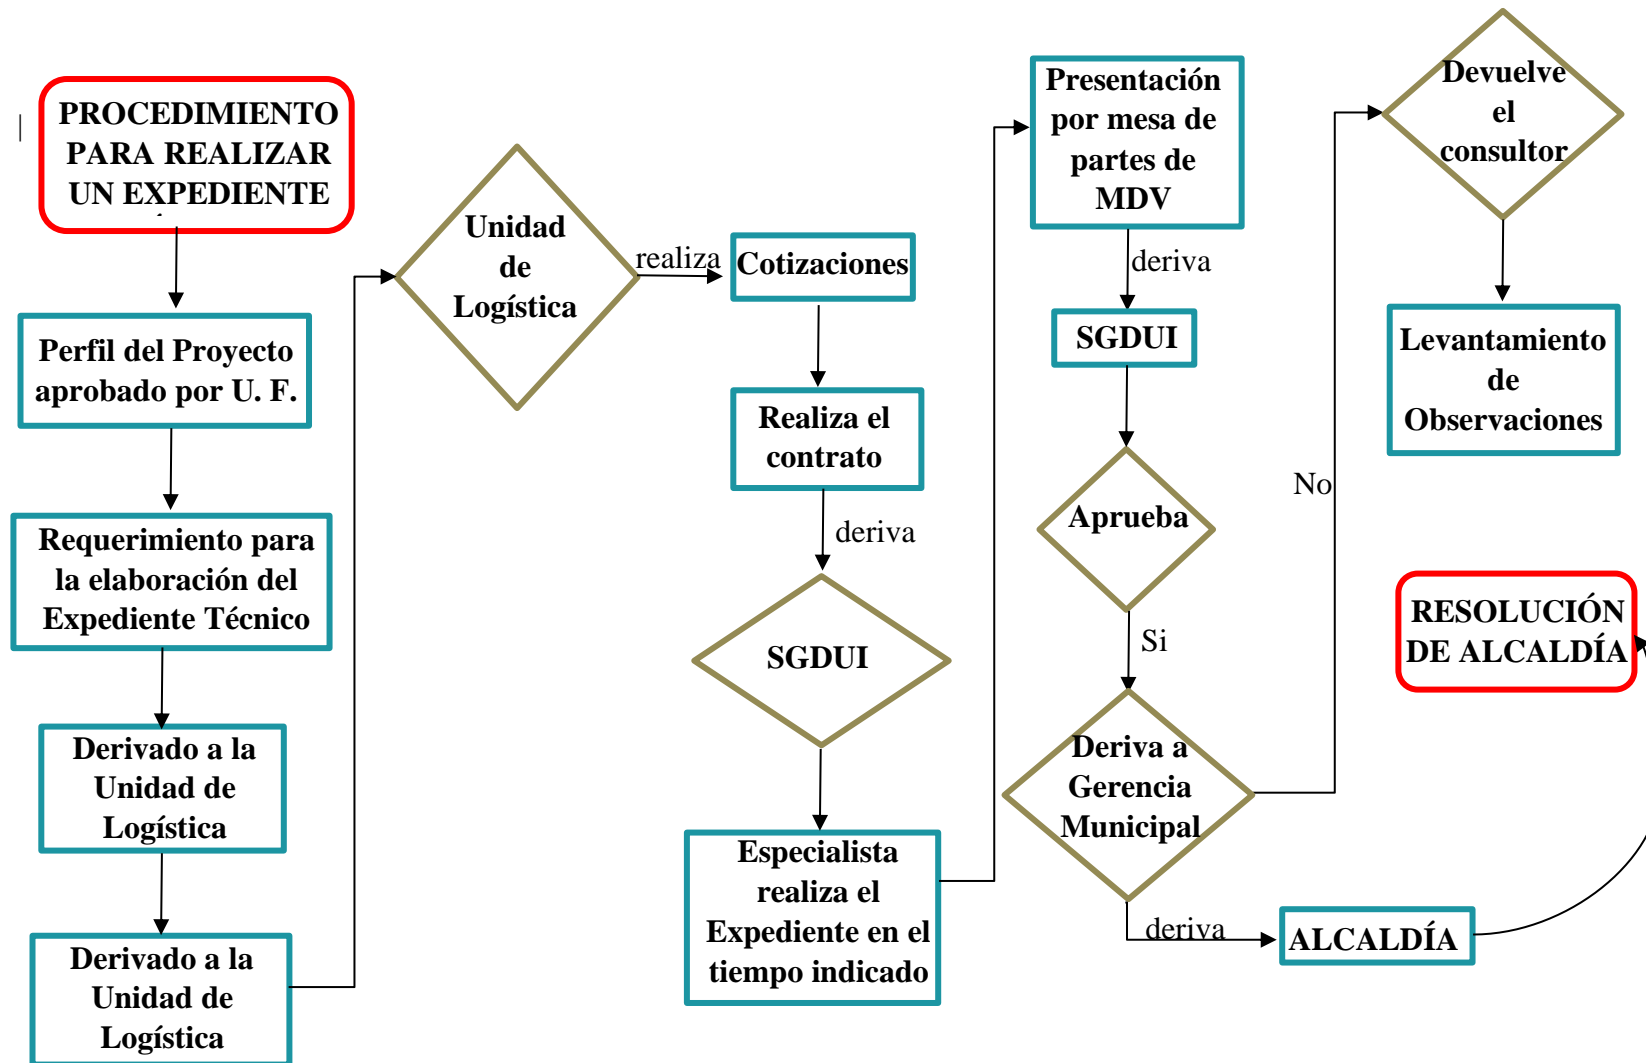 PROCEDIMIENTO
PARA REALIZAR
UN EXPEDIENTE
Perfil del Proyecto
aprobado por U. F.
Requerimiento para
la elaboración del
Expediente Técnico
Derivado a la
Unidad de
Logística
Derivado a la
Unidad de
Logística
Unidad
de
Logística
realiza
Cotizaciones
Realiza el
contrato
deriva
SGDUI
Especialista
realiza el
Expediente en el
tiempo indicado
Presentación
por mesa de
partes de
MDV
deriva
SGDUI
Aprueba
Si
Deriva a
Gerencia
Municipal
deriva
ALCALDÍA
No
Devuelve
el
consultor
Levantamiento
de
Observaciones
RESOLUCIÓN
DE ALCALDÍA